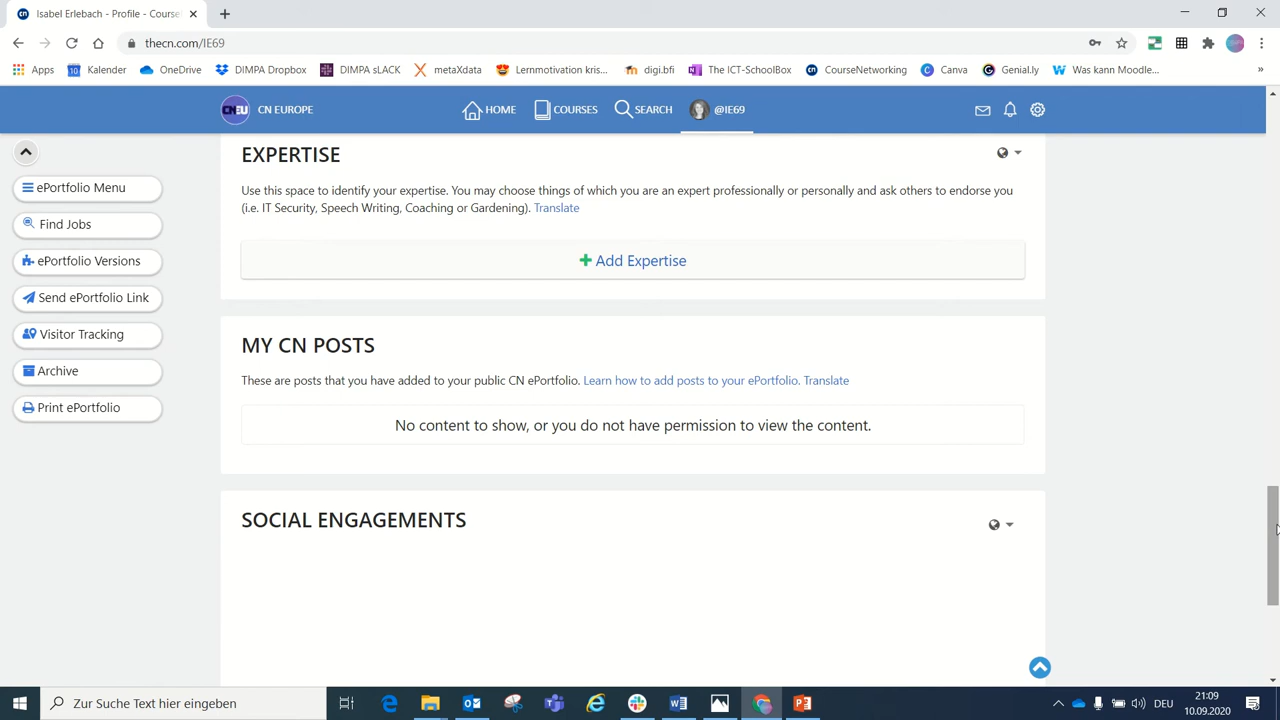 Isabel Erlebach - Profile - Course
thecn.com/IE69
Apps
Kalender
OneDrive
DIMPA Dropbox
DIMPA sLACK
metaXdata
Lernmotivation kris...
digi.bfi
The ICT-SchoolBox
CourseNetworking
Canva
Genial.ly
Was kann Moodle...
»
CNEU
CN EUROPE
HOME
COURSES
SEARCH
@IE69
ePortfolio Menu
Find Jobs
ePortfolio Versions
Send ePortfolio Link
Visitor Tracking
Archive
Print ePortfolio
EXPERTISE
Use this space to identify your expertise. You may choose things of which you are an expert professionally or personally and ask others to endorse you
(i.e. IT Security, Speech Writing, Coaching or Gardening). Translate
Add Expertise
MY CN POSTS
These are posts that you have added to your public CN ePortfolio. Learn how to add posts to your ePortfolio. Translate
No content to show, or you do not have permission to view the content.
SOCIAL ENGAGEMENTS
Zur Suche Text hier eingeben
DEU
21:09
10.09.2020